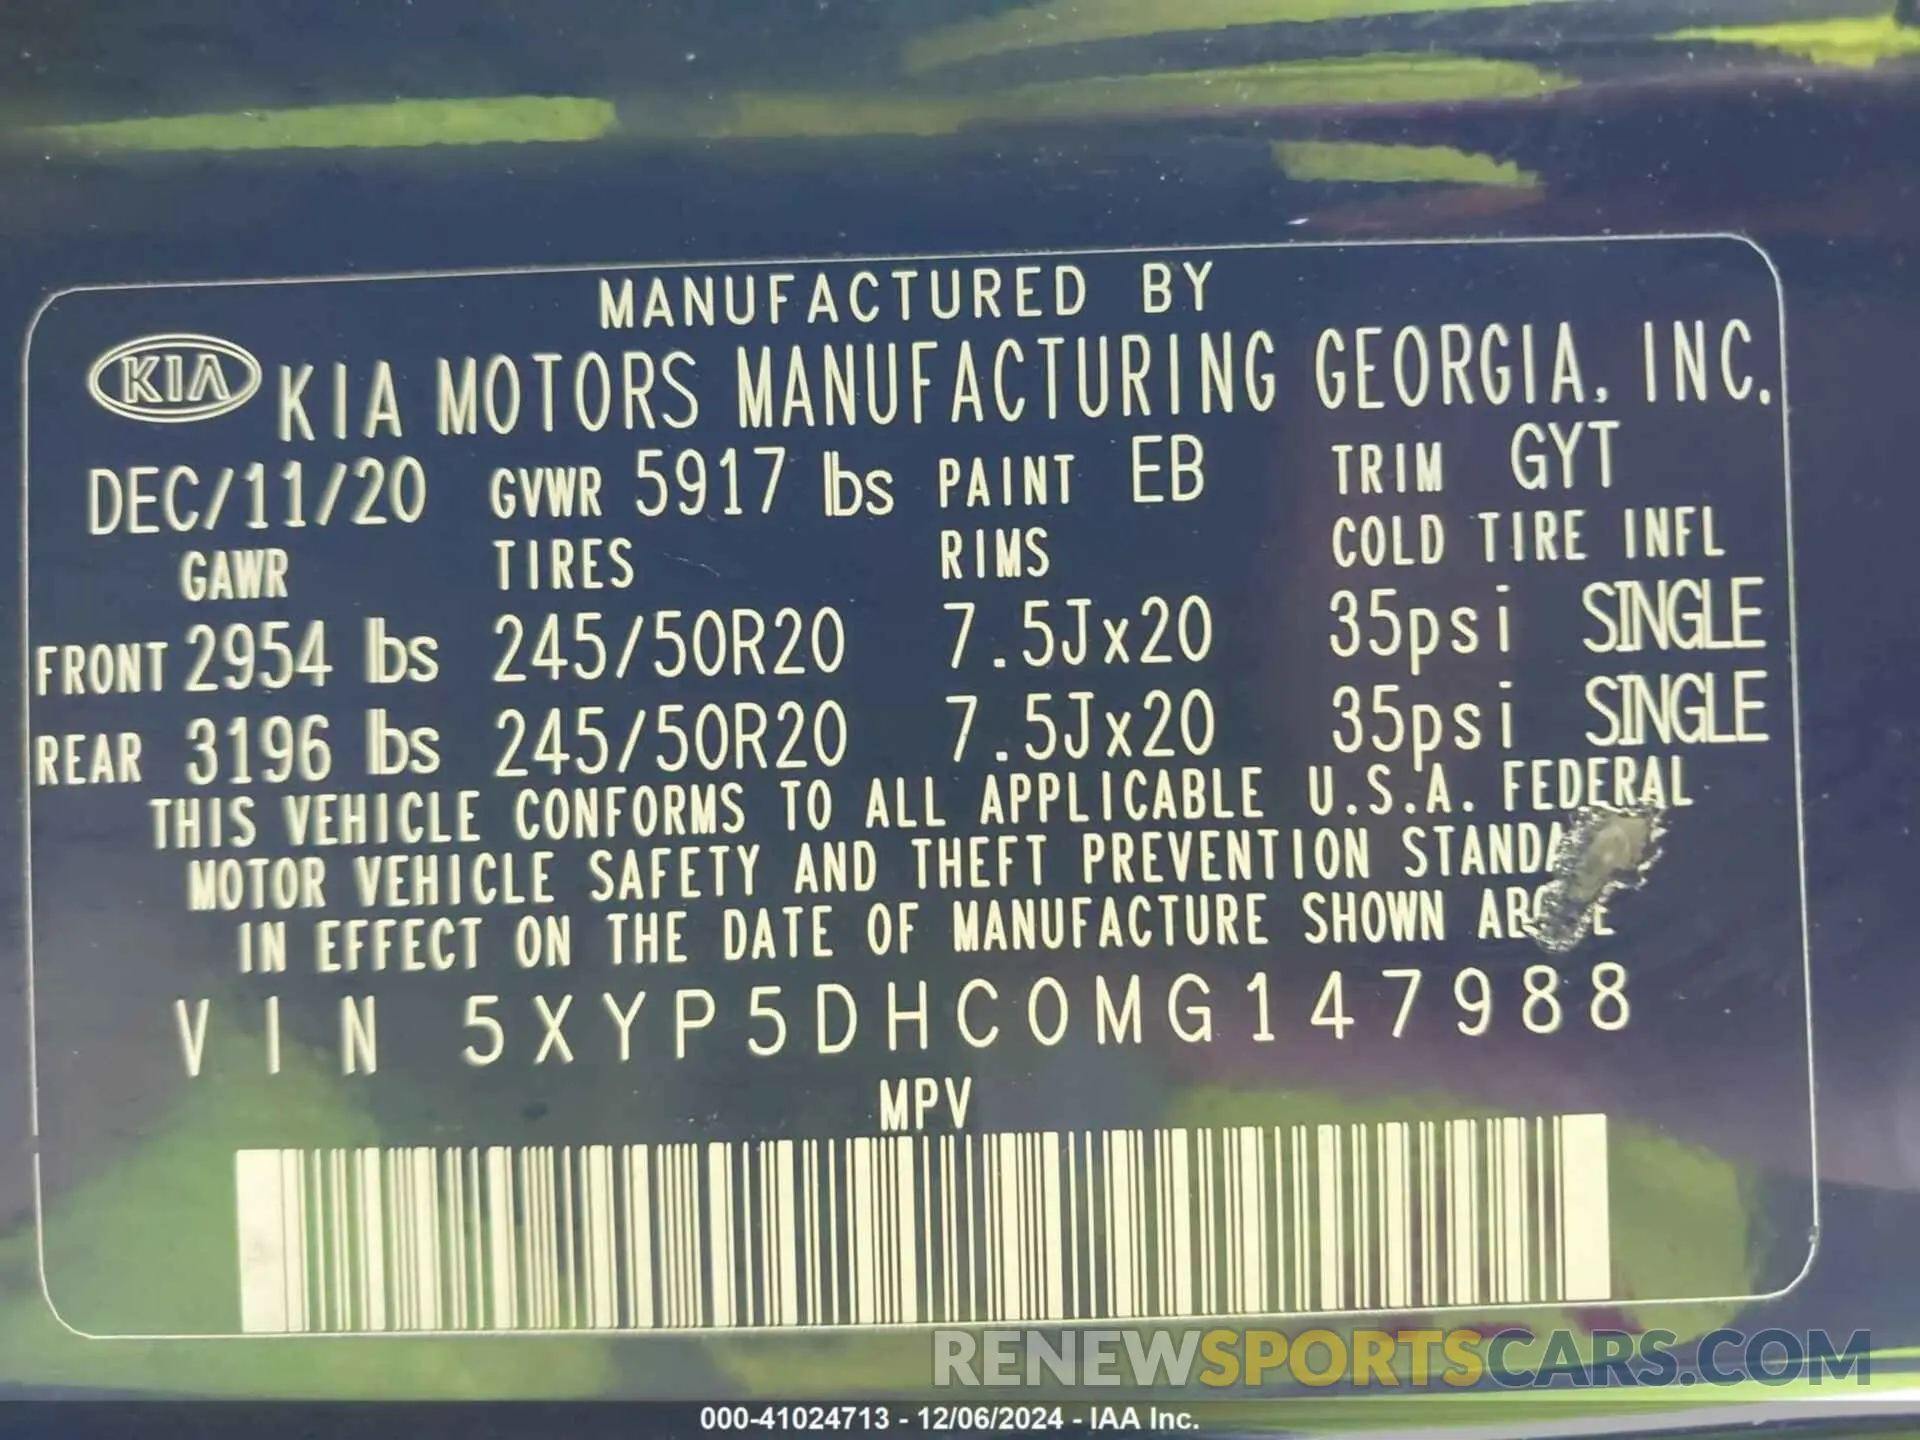 MANUFACTURED BY
KIA KIA MOTORS MANUFACTURING GEORGIA, INC.
DEC/11/20 GVWR 5917 lbs PAINT EB TRIM GYT
GAWR TIRES RIMS COLD TIRE INFL
FRONT 2954 lbs 245/50R20 7.5Jx20 35psi SINGLE
REAR 3196 lbs 245/50R20 7.5Jx20 35psi SINGLE
THIS VEHICLE CONFORMS TO ALL APPLICABLE U.S.A. FEDERAL
MOTOR VEHICLE SAFETY AND THEFT PREVENTION
IN EFFECT ON THE DATE OF MANUFACTURE SHOWN
VIN 5XYP5DHC0MG147988
MPV
RENEWSPORTSCARS.COM
000-41024713 - 12/06/2024 - IAA Inc.